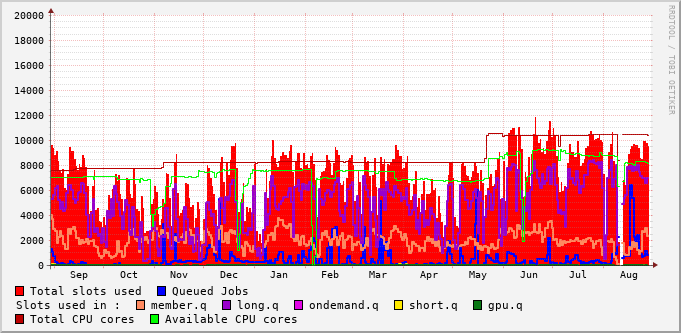 RRDTOOL / TOBI OETIKER
20000
18000
16000
14000
12000
10000
8000
6000
4000
2000
0
Sep Oct Nov Dec Jan Feb Mar Apr May Jun Jul Aug
Total slots used Queued Jobs
Slots used in : member.q long.q ondemand.q short.q gpu.q
Total CPU cores Available CPU cores